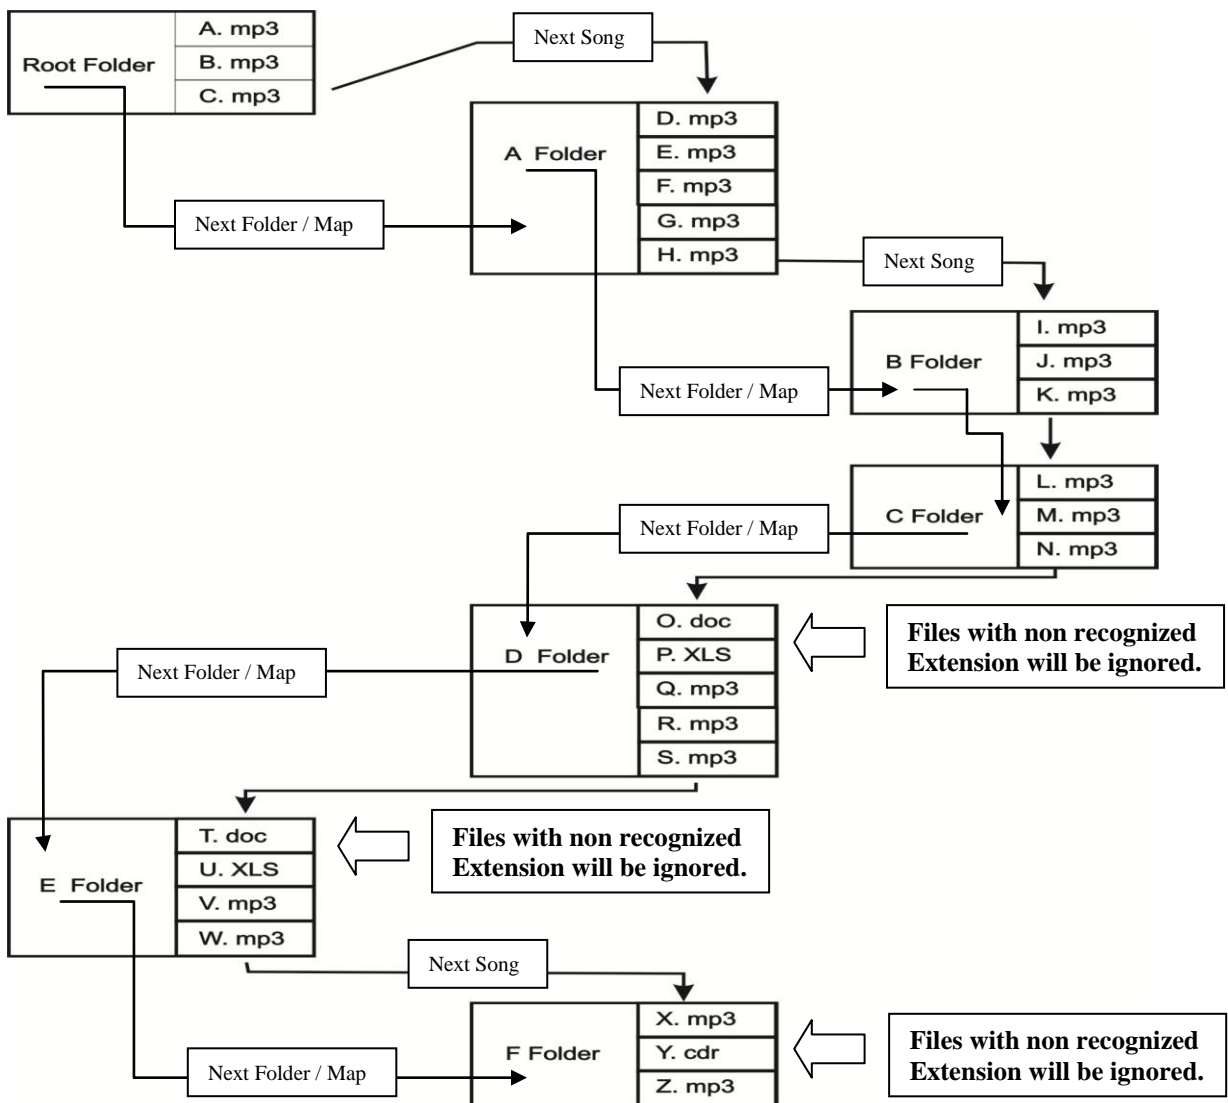 Root Folder
A. mp3
B. mp3
C. mp3
Next Song
Next Folder / Map
A Folder
D. mp3
E. mp3
F. mp3
G. mp3
H. mp3
Next Song
Next Folder / Map
B Folder
I. mp3
J. mp3
K. mp3
C Folder
L. mp3
M. mp3
N. mp3
Next Folder / Map
D Folder
O. doc
P. XLS
Q. mp3
R. mp3
S. mp3
Files with non recognized
Extension will be ignored.
Next Folder / Map
E Folder
T. doc
U. XLS
V. mp3
W. mp3
Files with non recognized
Extension will be ignored.
Next Song
Next Folder / Map
F Folder
X. mp3
Y. cdr
Z. mp3
Files with non recognized
Extension will be ignored.